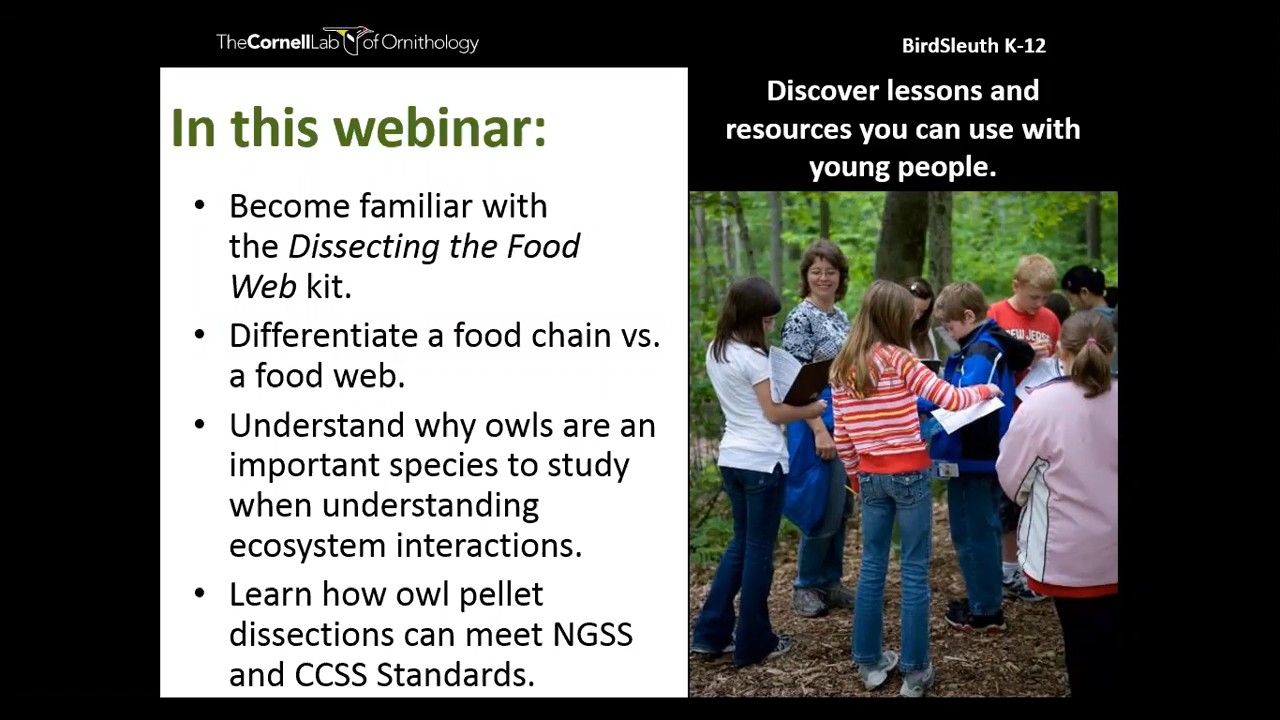 TheCornellLab of Ornithology
BirdSleuth K-12
In this webinar:
• Become familiar with
the Dissecting the Food
Web kit.
• Differentiate a food chain vs.
a food web.
• Understand why owls are an
important species to study
when understanding
ecosystem interactions.
• Learn how owl pellet
dissections can meet NGSS
and CCSS Standards.
Discover lessons and
resources you can use with
young people.